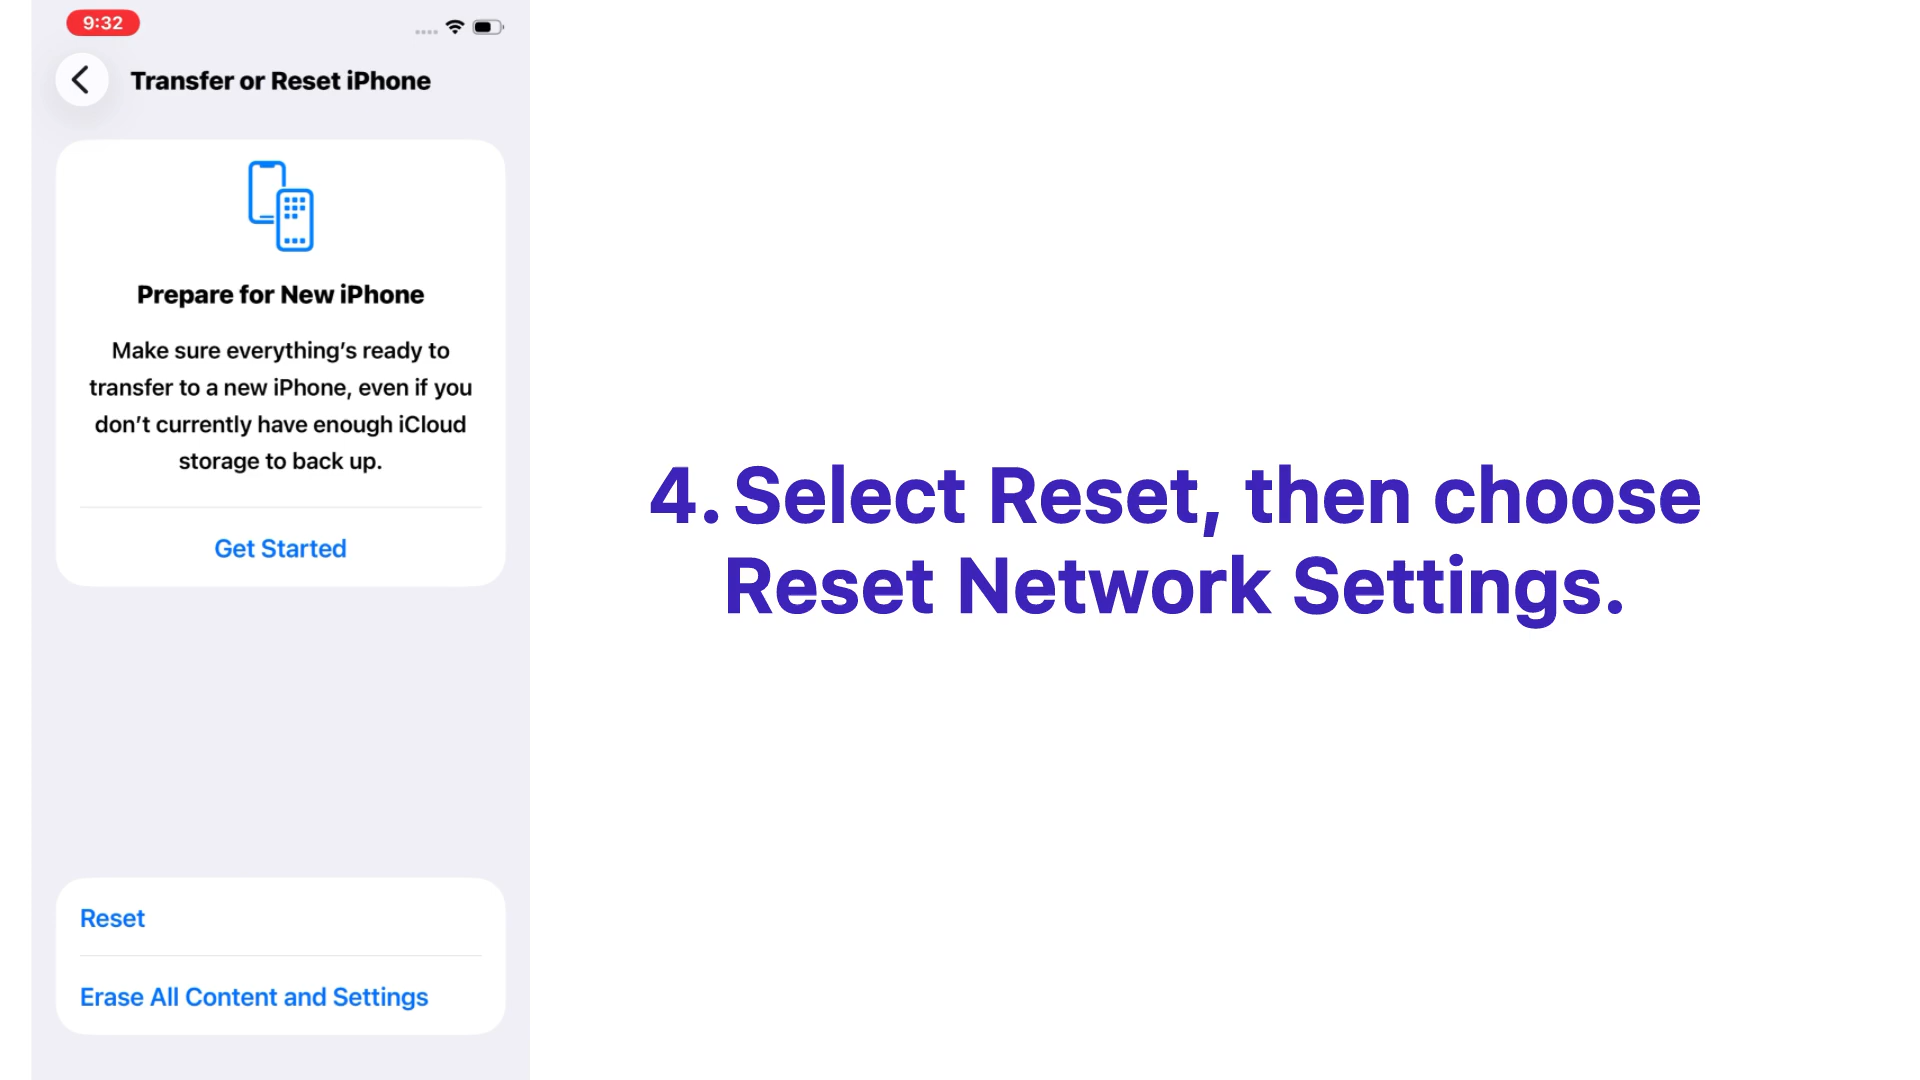 9:32
Transfer or Reset iPhone
Prepare for New iPhone
Make sure everything’s ready to
transfer to a new iPhone, even if you
don’t currently have enough iCloud
storage to back up.
Get Started
Reset
Erase All Content and Settings
4. Select Reset, then choose
Reset Network Settings.